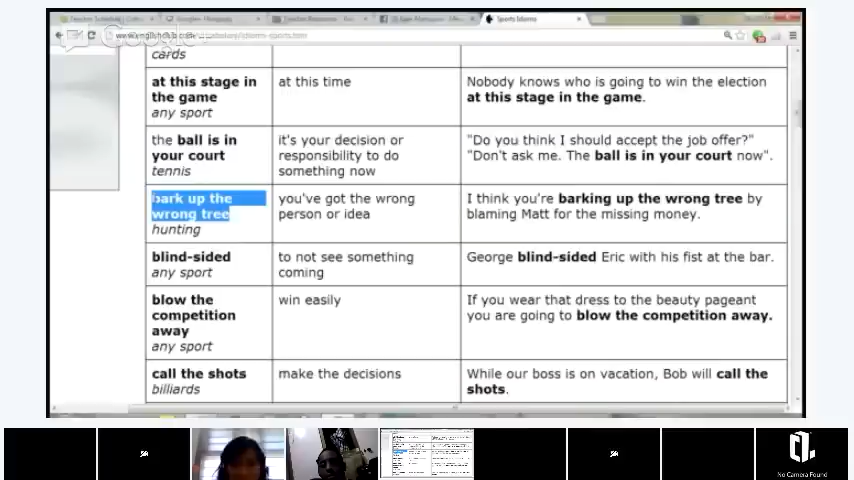 Sports Idioms
cards
at this stage in
the game
any sport
at this time
Nobody knows who is going to win the election
at this stage in the game.
the ball is in
your court
tennis
it's your decision or
responsibility to do
something now
"Do you think I should accept the job offer?"
"Don't ask me. The ball is in your court now".
bark up the
wrong tree
hunting
you've got the wrong
person or idea
I think you're barking up the wrong tree by
blaming Matt for the missing money.
blind-sided
any sport
to not see something
coming
George blind-sided Eric with his fist at the bar.
blow the
competition
away
any sport
win easily
If you wear that dress to the beauty pageant
you are going to blow the competition away.
call the shots
billiards
make the decisions
While our boss is on vacation, Bob will call the
shots.
No Camera Found